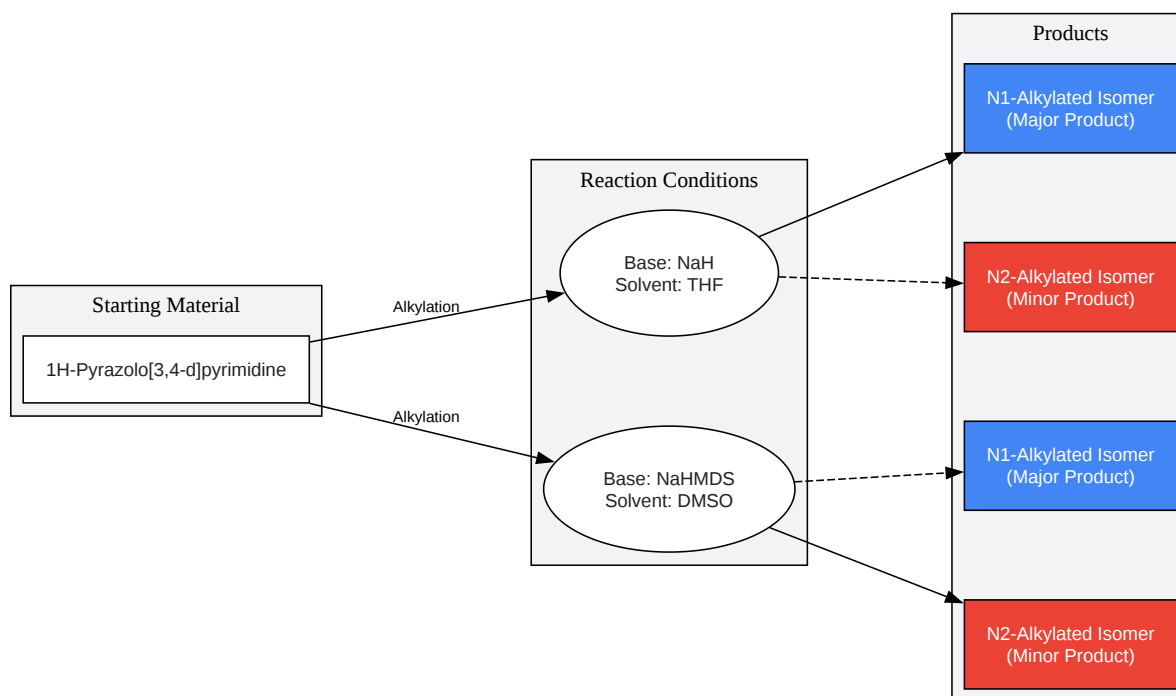 Starting Material
1H-Pyrazolo[3,4-d]pyrimidine
Alkylation
Alkylation
Reaction Conditions
Base: NaH
Solvent: THF
Base: NaHMDS
Solvent: DMSO
Products
N1-Alkylated Isomer
(Major Product)
N2-Alkylated Isomer
(Minor Product)
N1-Alkylated Isomer
(Major Product)
N2-Alkylated Isomer
(Minor Product)